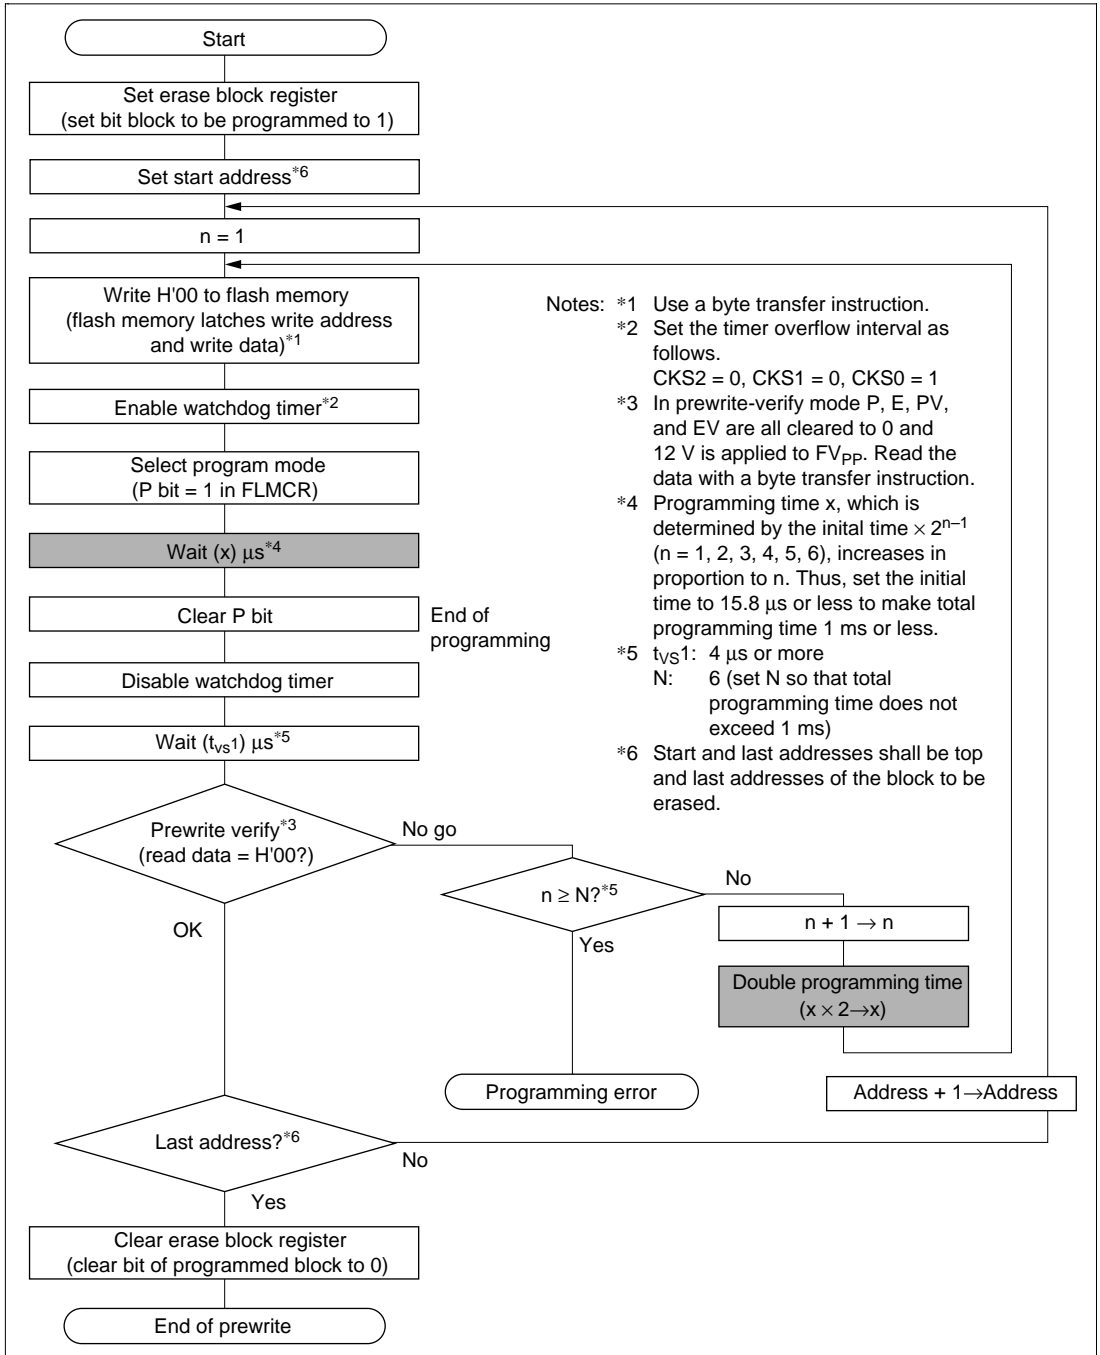 Start
Set erase block register
(set bit block to be programmed to 1)
Set start address*6
n = 1
Write H'00 to flash memory
(flash memory latches write address
and write data)*1
Enable watchdog timer*2
Select program mode
(P bit = 1 in FLMCR)
Wait (x) μs*4
Clear P bit
End of
programming
Disable watchdog timer
Wait (tvs1) μs*5
Prewrite verify*3
(read data = H'00?)
No go
OK
n ≥ N?*5
No
Yes
n + 1 → n
Double programming time
(x × 2→x)
Programming error
Address + 1→Address
Last address?*6
No
Yes
Clear erase block register
(clear bit of programmed block to 0)
End of prewrite
Notes: *1 Use a byte transfer instruction.
*2 Set the timer overflow interval as
follows.
CKS2 = 0, CKS1 = 0, CKS0 = 1
*3 In prewrite-verify mode P, E, PV,
and EV are all cleared to 0 and
12 V is applied to FVPP. Read the
data with a byte transfer instruction.
*4 Programming time x, which is
determined by the inital time × 2n–1
(n = 1, 2, 3, 4, 5, 6), increases in
proportion to n. Thus, set the initial
time to 15.8 μs or less to make total
programming time 1 ms or less.
*5 tVS1: 4 μs or more
N: 6 (set N so that total
programming time does not
exceed 1 ms)
*6 Start and last addresses shall be top
and last addresses of the block to be
erased.